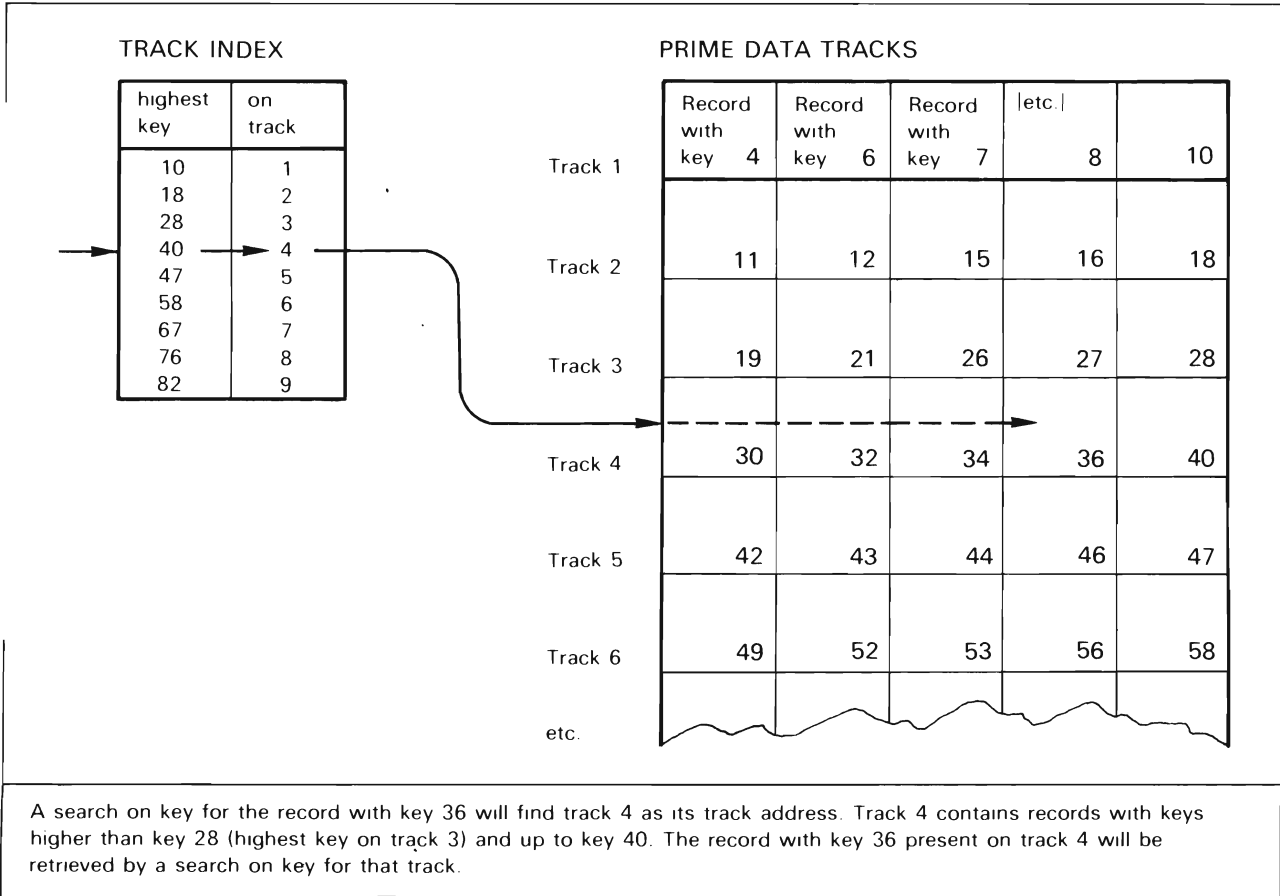 TRACK INDEX
highest key | on track
10 1
18 2
28 3
40 4
47 5
58 6
67 7
76 8
82 9
PRIME DATA TRACKS
Record with key 4 | Record with key 6 | Record with key 7 | |etc.| 8 | 10
Track 1
Track 2 11 12 15 16 18
Track 3 19 21 26 27 28
Track 4 30 32 34 36 40
Track 5 42 43 44 46 47
Track 6 49 52 53 56 58
etc.
A search on key for the record with key 36 will find track 4 as its track address. Track 4 contains records with keys
higher than key 28 (highest key on track 3) and up to key 40. The record with key 36 present on track 4 will be
retrieved by a search on key for that track.